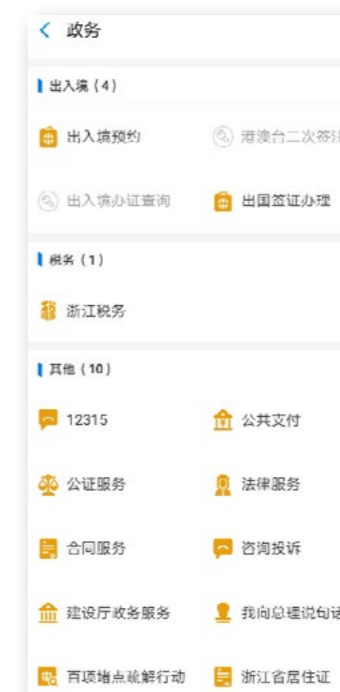 政务
出入境（4）
出入境预约 港澳台二次签注
出入境办证查询 出国签证办理
税务（1）
浙江税务
其他（10）
12315 公共支付
公证服务 法律服务
合同服务 咨询投诉
建设厅政务服务 我向总理说句话
百项堵点疏解行动 浙江省居住证